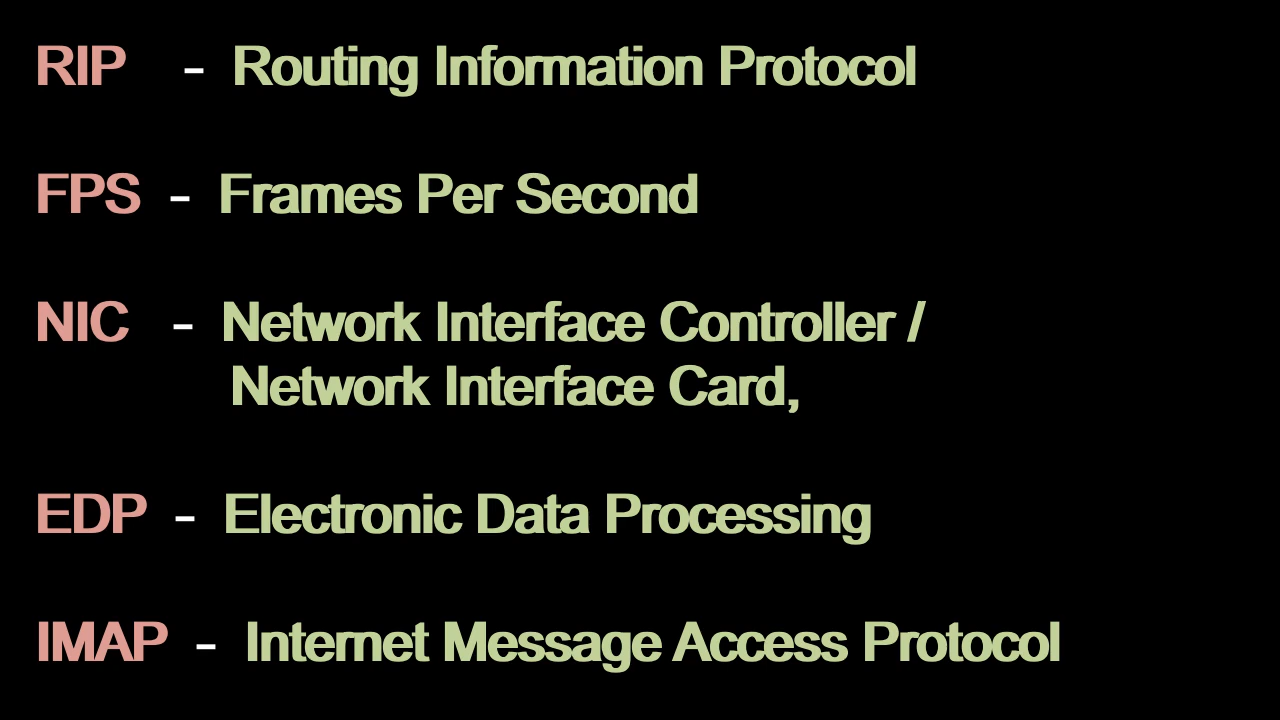 RIP - Routing Information Protocol
FPS - Frames Per Second
NIC - Network Interface Controller /
Network Interface Card,
EDP - Electronic Data Processing
IMAP - Internet Message Access Protocol